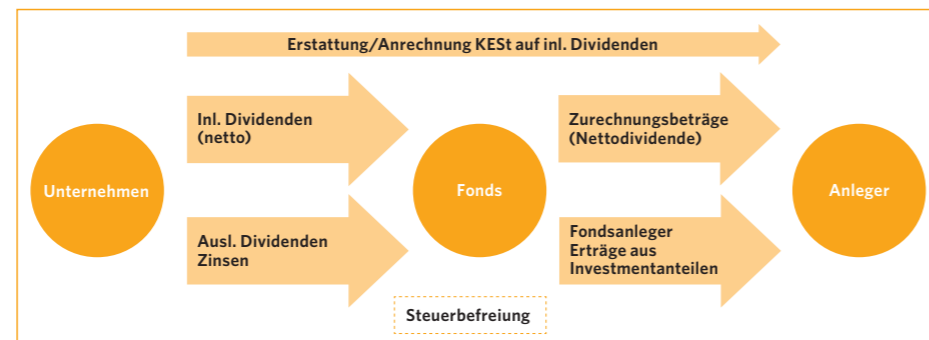 Erstattung/Anrechnung KESt auf inl. Dividenden
Inl. Dividenden
(netto)
Zurechnungsbeträge
(Nettodividende)
Unternehmen
Fonds
Anleger
Ausl. Dividenden
Zinsen
Fondsanleger
Erträge aus
Investmentanteilen
Steuerbefreiung